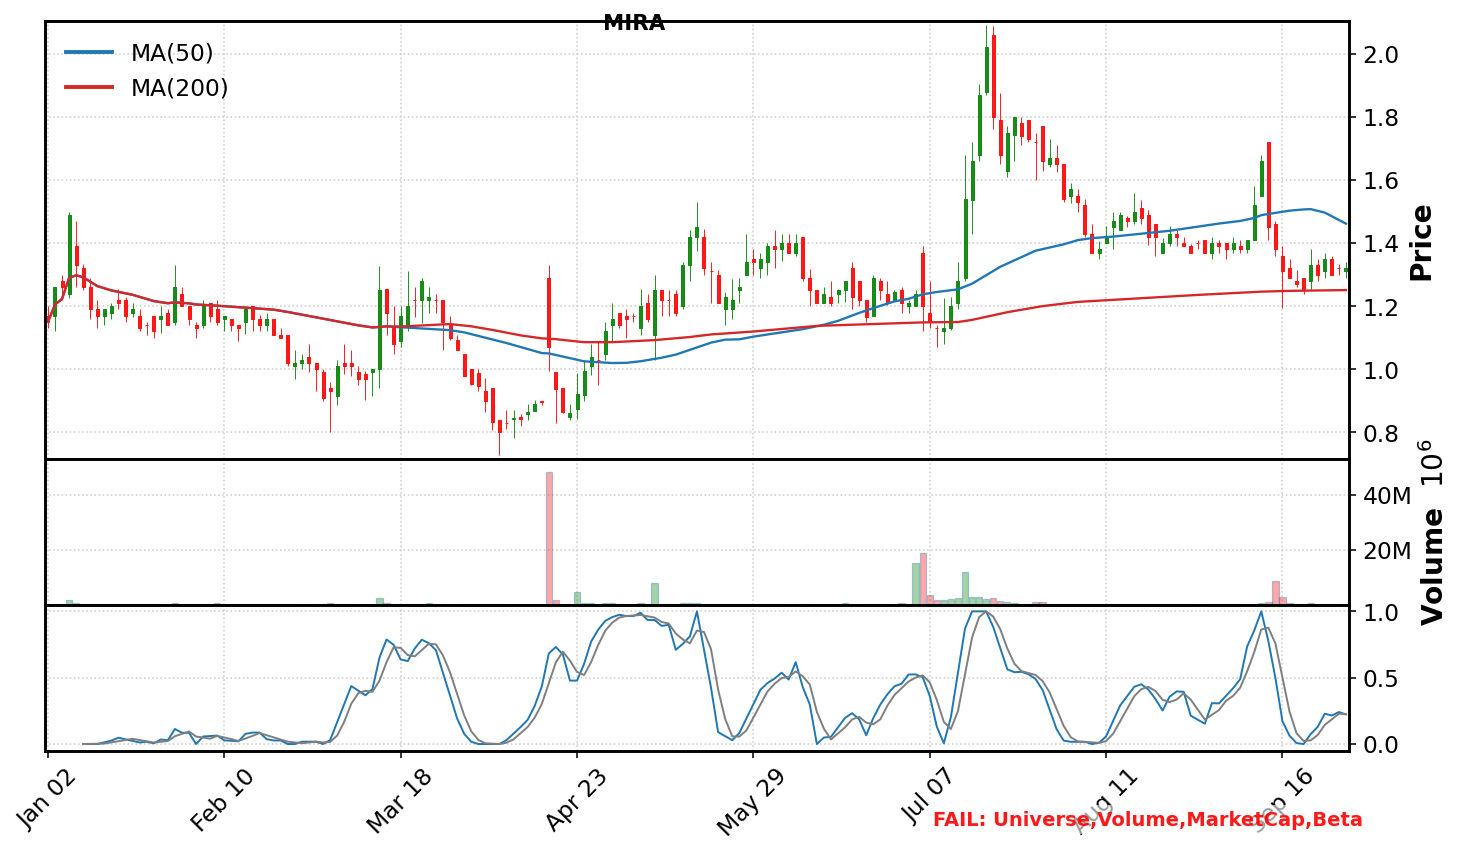 MIRA
MA(50)
MA(200)
2.0
1.8
1.6
1.4
1.2
1.0
0.8
Price
40M
20M
Volume 10^6
1.0
0.5
0.0
Jan 02
Feb 10
Mar 18
Apr 23
May 29
Jul 07
Aug 11
Sep 16
FAIL: Universe,Volume,MarketCap,Beta